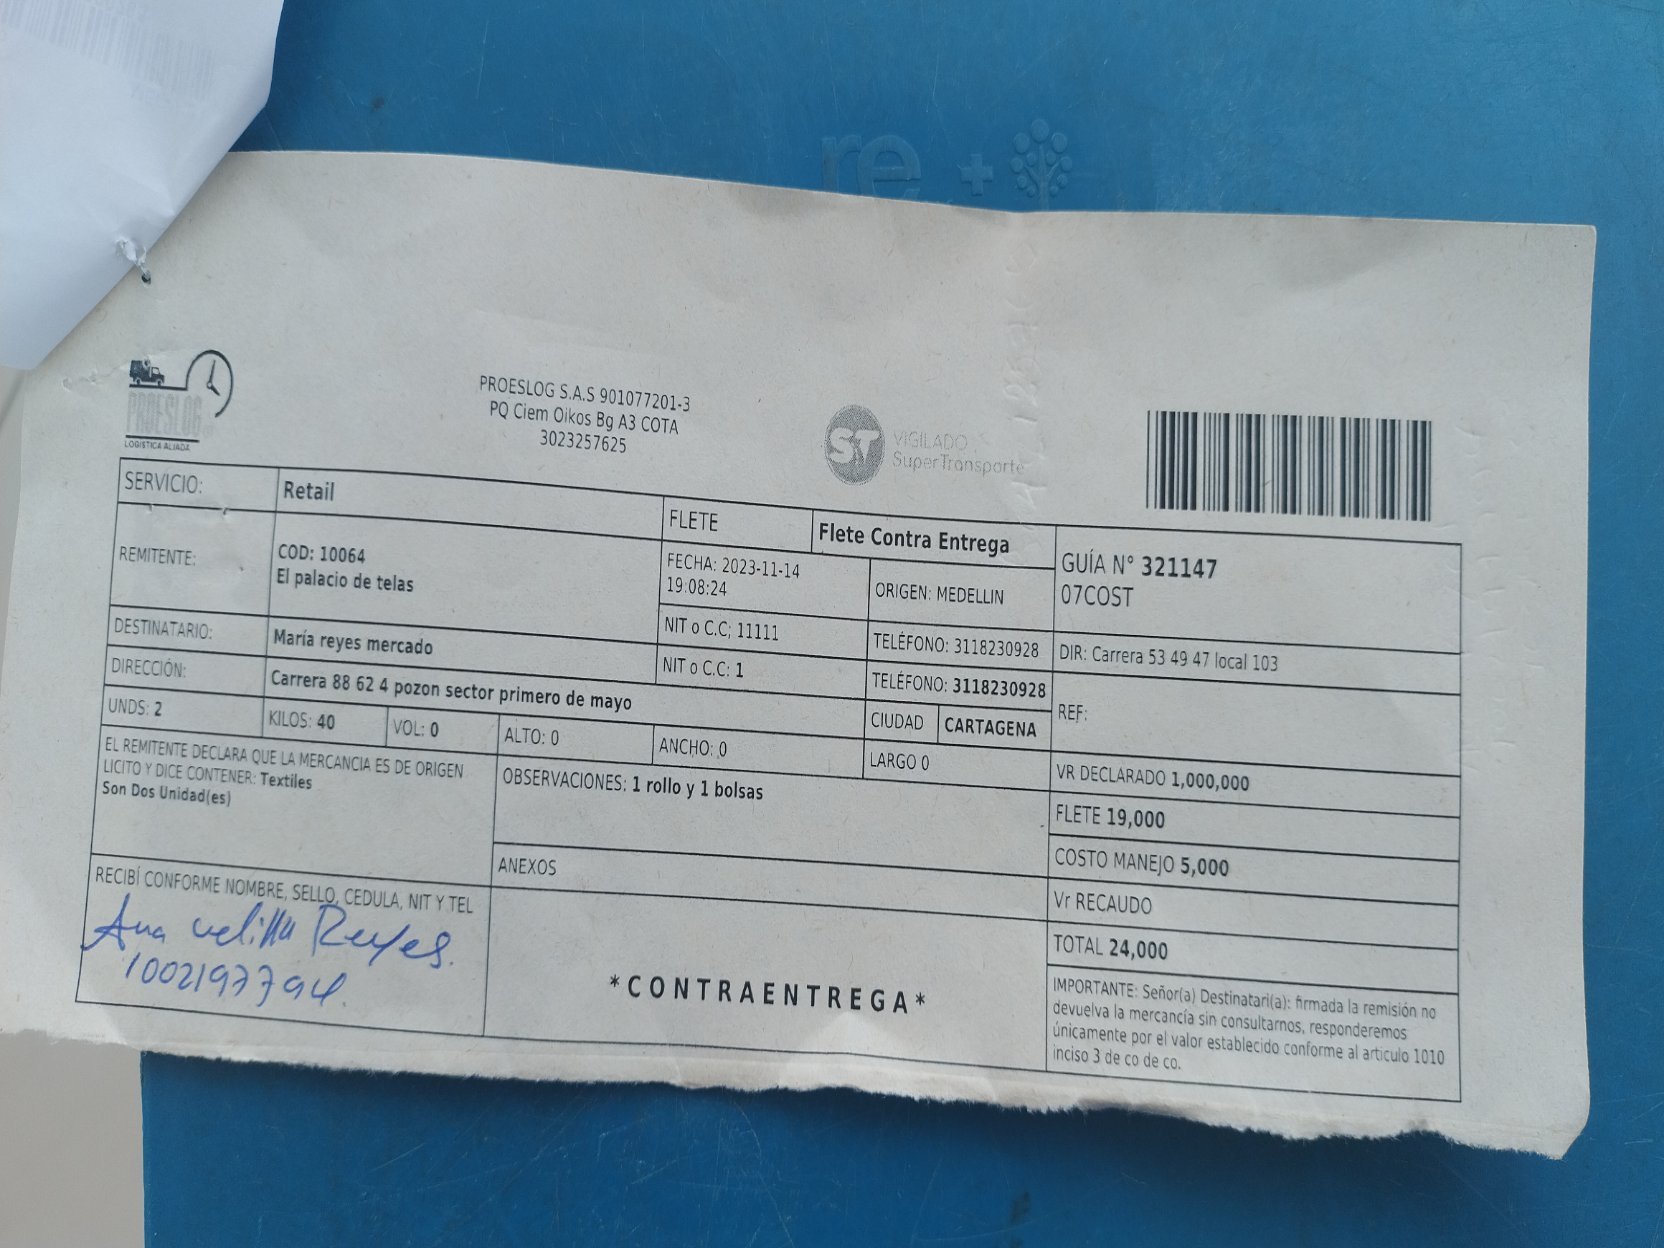 re +
PROESLOG
LOGISTICA ALIADA
PROESLOG S.A.S 901077201-3
PQ Ciem Oikos Bg A3 COTA
3023257625
ST VIGILADO
SuperTransporte
SERVICIO: Retail
FLETE Flete Contra Entrega
GUÍA N° 321147
07COST
REMITENTE: COD: 10064
El palacio de telas
FECHA: 2023-11-14
19:08:24
ORIGEN: MEDELLIN
NIT o C.C; 11111
TELÉFONO: 3118230928
DIR: Carrera 53 49 47 local 103
DESTINATARIO: María reyes mercado
NIT o C.C: 1
TELÉFONO: 3118230928
REF:
DIRECCIÓN: Carrera 88 62 4 pozon sector primero de mayo
CIUDAD CARTAGENA
UNDS: 2 KILOS: 40 VOL: 0 ALTO: 0 ANCHO: 0 LARGO 0
VR DECLARADO 1,000,000
EL REMITENTE DECLARA QUE LA MERCANCIA ES DE ORIGEN
LICITO Y DICE CONTENER: Textiles
Son Dos Unidad(es)
OBSERVACIONES: 1 rollo y 1 bolsas
FLETE 19,000
COSTO MANEJO 5,000
ANEXOS
Vr RECAUDO
TOTAL 24,000
RECIBÍ CONFORME NOMBRE, SELLO, CEDULA, NIT Y TEL
Ana velilla Reyes.
1002197794.
*CONTRAENTREGA*
IMPORTANTE: Señor(a) Destinatari(a): firmada la remisión no
devuelva la mercancía sin consultarnos, responderemos
únicamente por el valor establecido conforme al articulo 1010
inciso 3 de co de co.